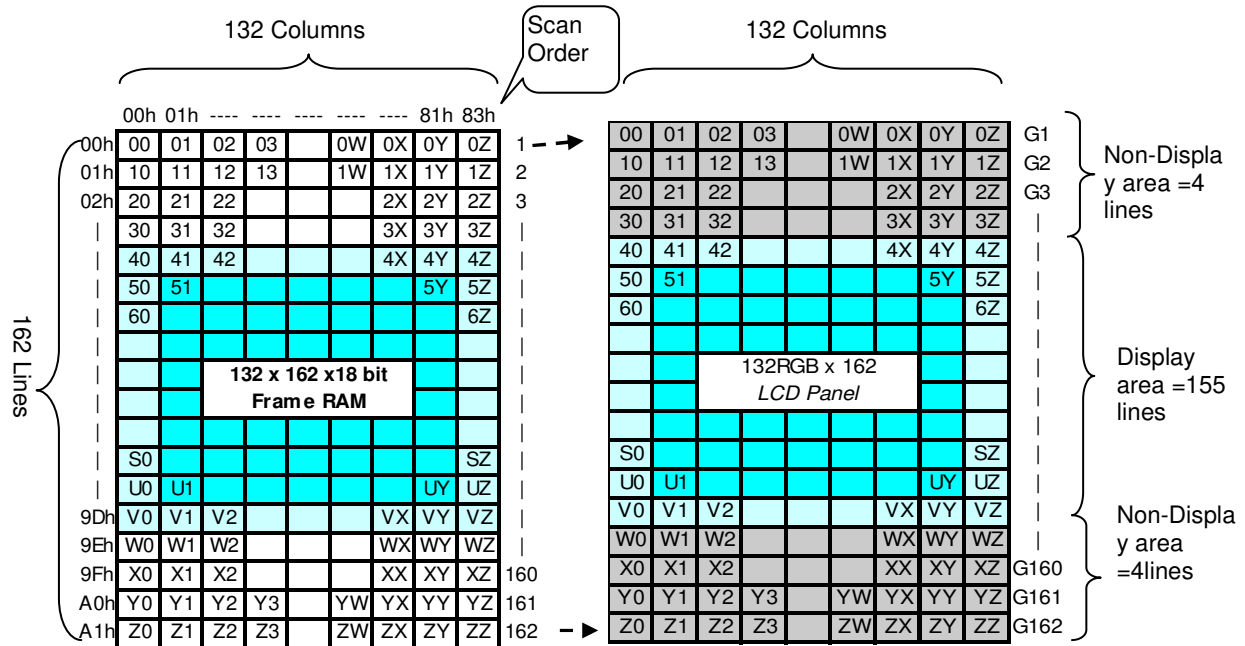 132 Columns
Scan
Order
132 Columns
00h 01h ---- ---- ---- ---- ---- 81h 83h
00h 00 01 02 03 0W 0X 0Y 0Z 1
01h 10 11 12 13 1W 1X 1Y 1Z 2
02h 20 21 22 2X 2Y 2Z 3
30 31 32 3X 3Y 3Z
40 41 42 4X 4Y 4Z
50 51 5Y 5Z
60 6Z
132 x 162 x18 bit
Frame RAM
S0 SZ
U0 U1 UY UZ
9Dh V0 V1 V2 VX VY VZ
9Eh W0 W1 W2 WX WY WZ
9Fh X0 X1 X2 XX XY XZ 160
A0h Y0 Y1 Y2 Y3 YW YX YY YZ 161
A1h Z0 Z1 Z2 Z3 ZW ZX ZY ZZ 162
162 Lines
00 01 02 03 0W 0X 0Y 0Z G1
10 11 12 13 1W 1X 1Y 1Z G2
20 21 22 2X 2Y 2Z G3
30 31 32 3X 3Y 3Z
40 41 42 4X 4Y 4Z
50 51 5Y 5Z
60 6Z
132RGB x 162
LCD Panel
S0 SZ
U0 U1 UY UZ
V0 V1 V2 VX VY VZ
W0 W1 W2 WX WY WZ
X0 X1 X2 XX XY XZ G160
Y0 Y1 Y2 Y3 YW YX YY YZ G161
Z0 Z1 Z2 Z3 ZW ZX ZY ZZ G162
Non-Displa
y area =4
lines
Display
area =155
lines
Non-Displa
y area
=4lines